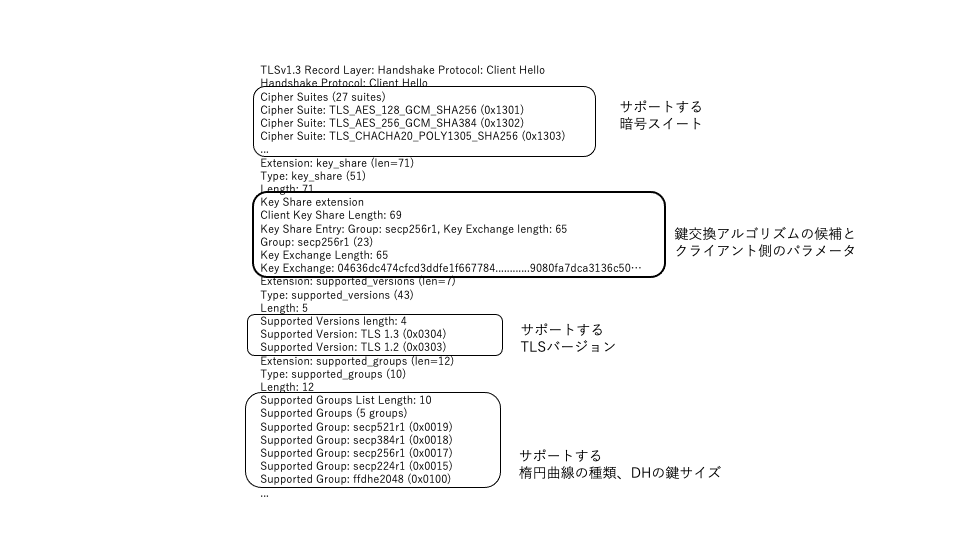 TLSv1.3 Record Layer: Handshake Protocol: Client Hello
Handshake Protocol: Client Hello
Cipher Suites (27 suites)
Cipher Suite: TLS_AES_128_GCM_SHA256 (0x1301)
Cipher Suite: TLS_AES_256_GCM_SHA384 (0x1302)
Cipher Suite: TLS_CHACHA20_POLY1305_SHA256 (0x1303)
...
サポートする
暗号スイート
Extension: key_share (len=71)
Type: key_share (51)
Length: 71
Key Share extension
Client Key Share Length: 69
Key Share Entry: Group: secp256r1, Key Exchange length: 65
Group: secp256r1 (23)
Key Exchange Length: 65
Key Exchange: 04636dc474cfcd3ddfe1f667784............9080fa7dca3136c50…
鍵交換アルゴリズムの候補と
クライアント側のパラメータ
Extension: supported_versions (len=7)
Type: supported_versions (43)
Length: 5
Supported Versions length: 4
Supported Version: TLS 1.3 (0x0304)
Supported Version: TLS 1.2 (0x0303)
サポートする
TLSバージョン
Extension: supported_groups (len=12)
Type: supported_groups (10)
Length: 12
Supported Groups List Length: 10
Supported Groups (5 groups)
Supported Group: secp521r1 (0x0019)
Supported Group: secp384r1 (0x0018)
Supported Group: secp256r1 (0x0017)
Supported Group: secp224r1 (0x0015)
Supported Group: ffdhe2048 (0x0100)
サポートする
楕円曲線の種類、DHの鍵サイズ
...